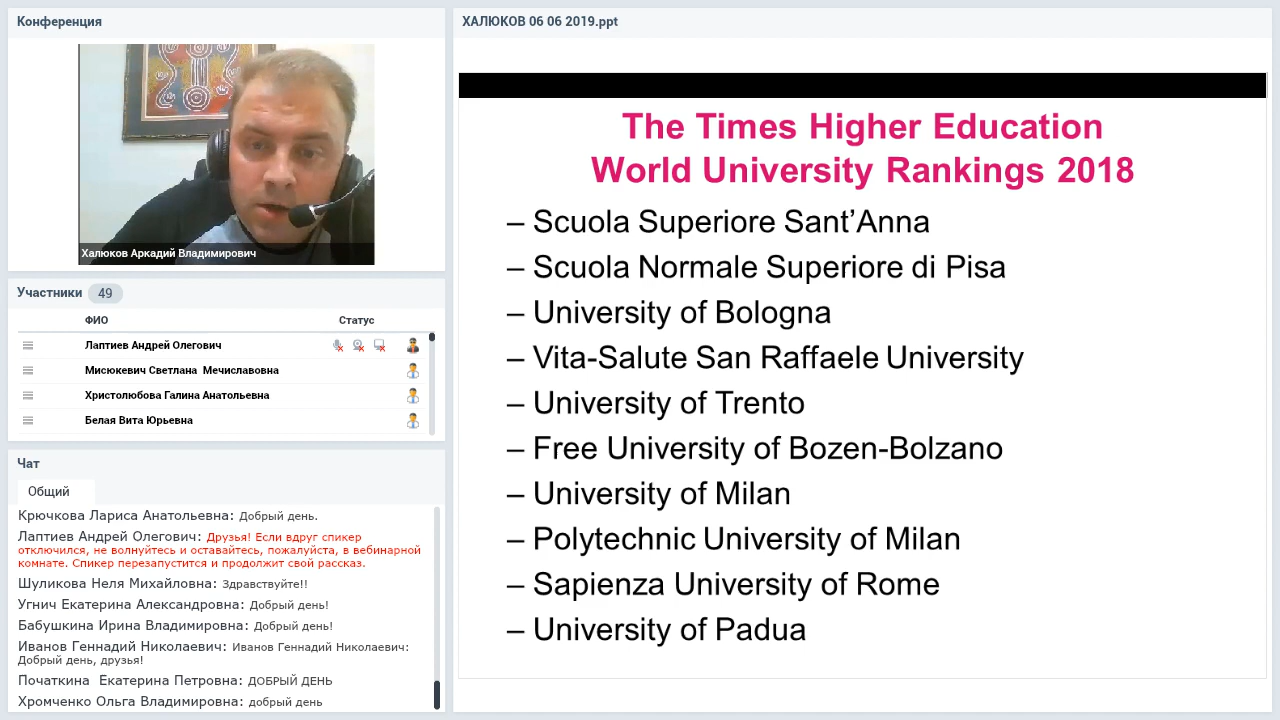 Конференция
Халюков Аркадий Владимирович
Участники 49
ФИО Статус
Лаптиев Андрей Олегович
Мисюкевич Светлана Мечиславовна
Христолюбова Галина Анатольевна
Белая Вита Юрьевна
Чат
Общий
Крючкова Лариса Анатольевна: Добрый день.
Лаптиев Андрей Олегович: Друзья! Если вдруг спикер
отключился, не волнуйтесь и оставайтесь, пожалуйста, в вебинарной
комнате. Спикер перезапустится и продолжит свой рассказ.
Шуликова Неля Михайловна: Здравствуйте!!
Угнич Екатерина Александровна: Добрый день!
Бабушкина Ирина Владимировна: Добрый день!
Иванов Геннадий Николаевич: Иванов Геннадий Николаевич:
Добрый день, друзья!
Початкина Екатерина Петровна: ДОБРЫЙ ДЕНЬ
Хромченко Ольга Владимировна: добрый день
ХАЛЮКОВ 06 06 2019.ppt
The Times Higher Education
World University Rankings 2018
– Scuola Superiore Sant’Anna
– Scuola Normale Superiore di Pisa
– University of Bologna
– Vita-Salute San Raffaele University
– University of Trento
– Free University of Bozen-Bolzano
– University of Milan
– Polytechnic University of Milan
– Sapienza University of Rome
– University of Padua